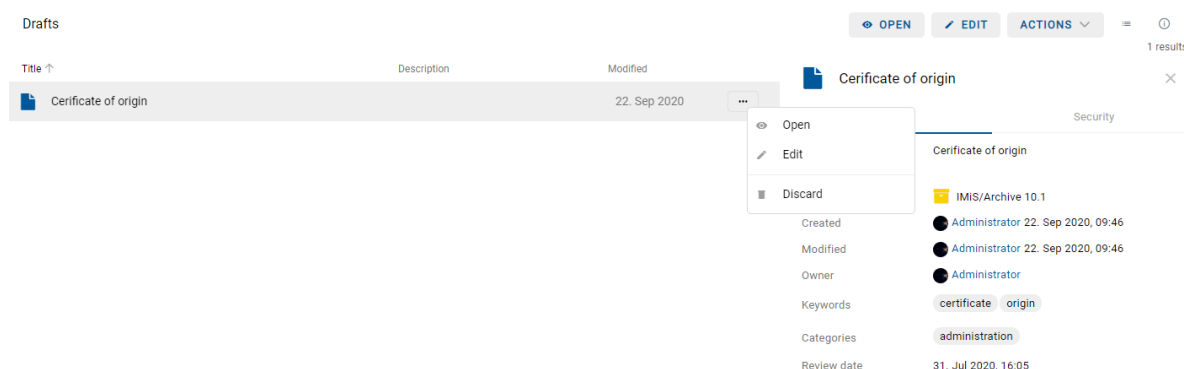 Drafts
OPEN
EDIT
ACTIONS
1 results
Title
Description
Modified
Cerificate of origin
22. Sep 2020
Open
Edit
Discard
Cerificate of origin
Security
Cerificate of origin
IMiS/Archive 10.1
Created
Administrator 22. Sep 2020, 09:46
Modified
Administrator 22. Sep 2020, 09:46
Owner
Administrator
Keywords
certificate origin
Categories
administration
Review date
31. Jul 2020, 16:05